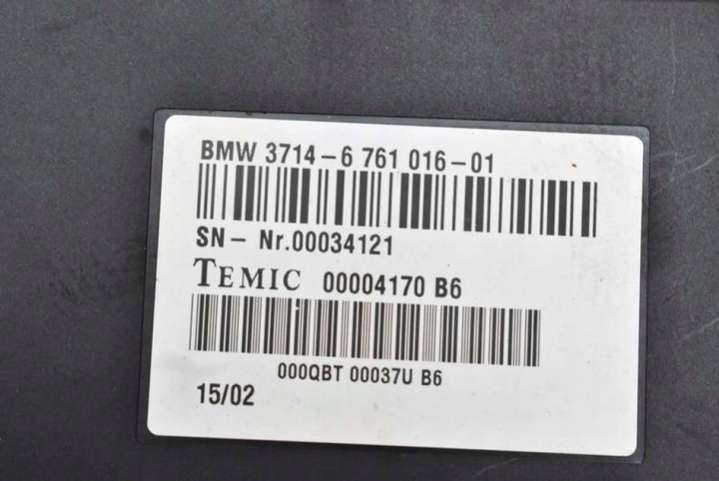 BMW 3714-6 761 016-01
SN- Nr.00034121
TEMIC 00004170 B6
000QBT 00037U B6
15/02